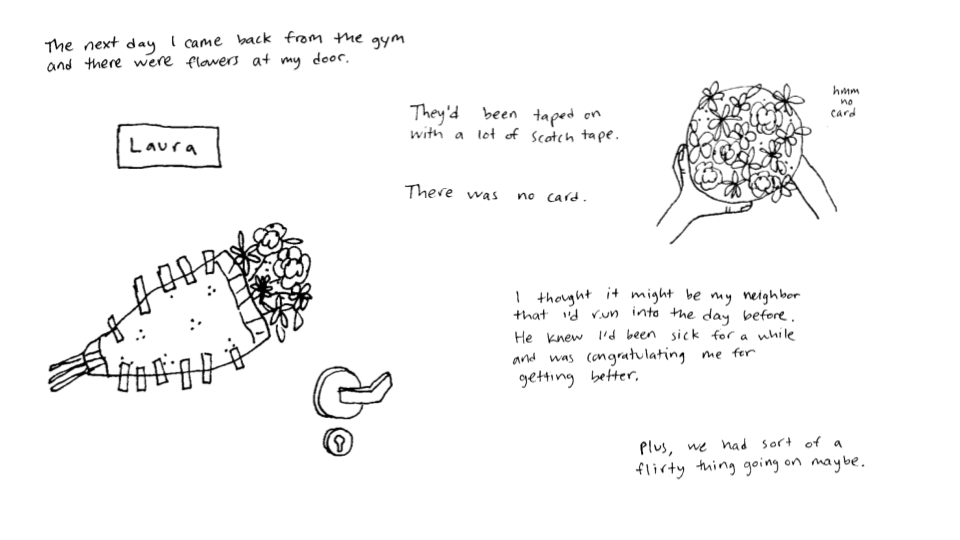 The next day I came back from the gym
and there were flowers at my door.
Laura
They'd been taped on
with a lot of scotch tape.
There was no card.
hmm
no
card
I thought it might be my neighbor
that I'd run into the day before.
He knew I'd been sick for a while
and was congratulating me for
getting better.
Plus, we had sort of a
flirty thing going on maybe.